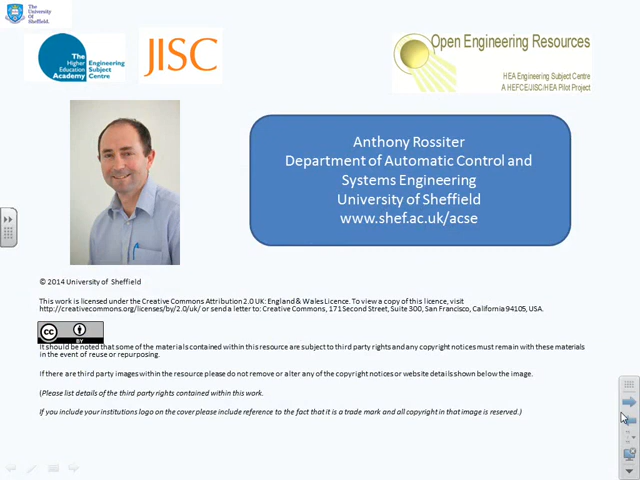 The
University
Of
Sheffield.
The
Higher
Education
Academy
Engineering
Subject
Centre
JISC
Open Engineering Resources
HEA Engineering Subject Centre
A HEFCE/JISC/HEA Pilot Project
Anthony Rossiter
Department of Automatic Control and
Systems Engineering
University of Sheffield
www.shef.ac.uk/acse
© 2014 University of Sheffield
This work is licensed under the Creative Commons Attribution 2.0 UK: England & Wales Licence. To view a copy of this licence, visit
http://creativecommons.org/licenses/by/2.0/uk/ or send a letter to: Creative Commons, 171 Second Street, Suite 300, San Francisco, California 94105, USA.
cc
BY
It should be noted that some of the materials contained within this resource are subject to third party rights and any copyright notices must remain with these materials
in the event of reuse or repurposing.
If there are third party images within the resource please do not remove or alter any of the copyright notices or website details shown below the image.
(Please list details of the third party rights contained within this work.
If you include your institutions logo on the cover please include reference to the fact that it is a trade mark and all copyright in that image is reserved.)